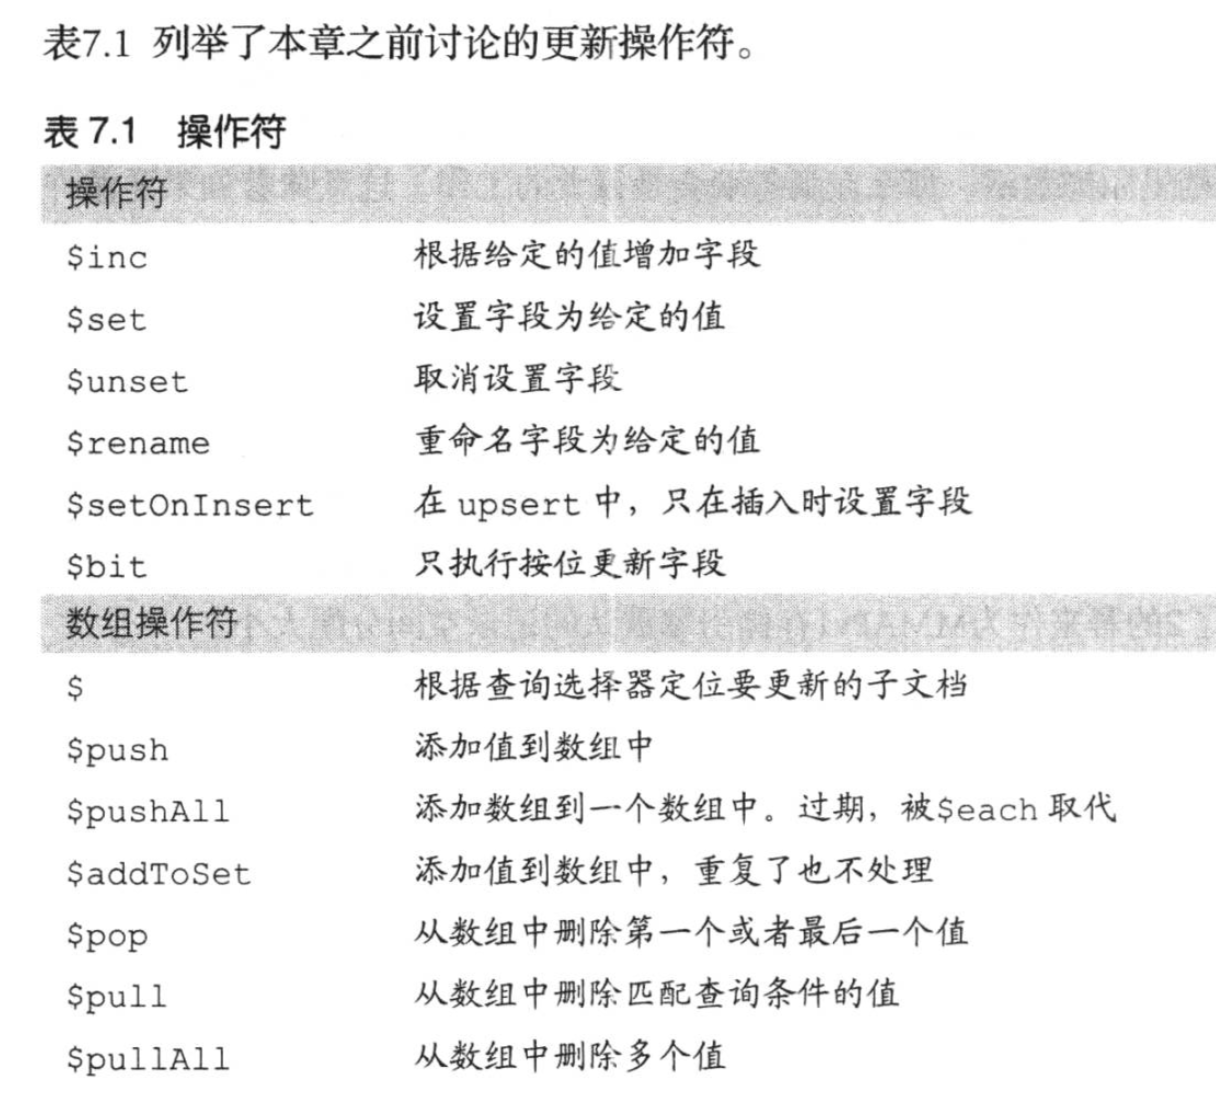 表7.1 列举了本章之前讨论的更新操作符。
表 7.1 操作符
操作符
$inc 根据给定的值增加字段
$set 设置字段为给定的值
$unset 取消设置字段
$rename 重命名字段为给定的值
$setOnInsert 在 upsert 中，只在插入时设置字段
$bit 只执行按位更新字段
数组操作符
$ 根据查询选择器定位要更新的子文档
$push 添加值到数组中
$pushAll 添加数组到一个数组中。过期，被$each 取代
$addToSet 添加值到数组中，重复了也不处理
$pop 从数组中删除第一个或者最后一个值
$pull 从数组中删除匹配查询条件的值
$pullAll 从数组中删除多个值